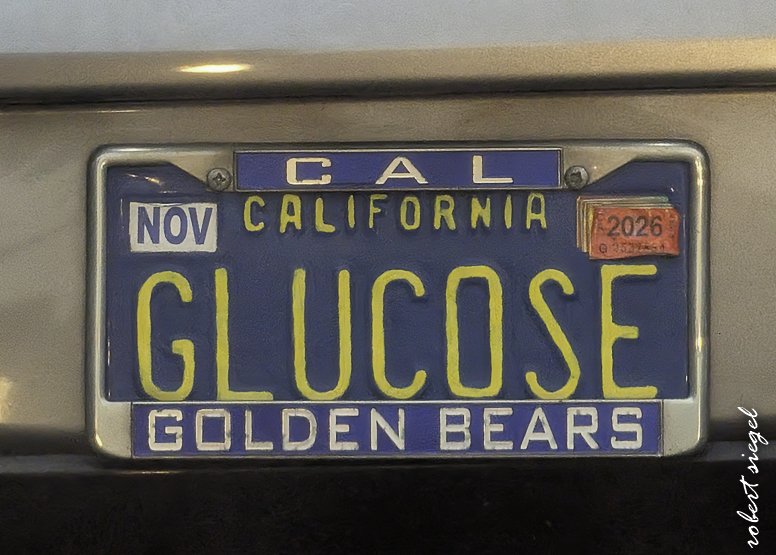 CAL
CALIFORNIA
NOV
2026
GLUCOSE
GOLDEN BEARS
robert siegel